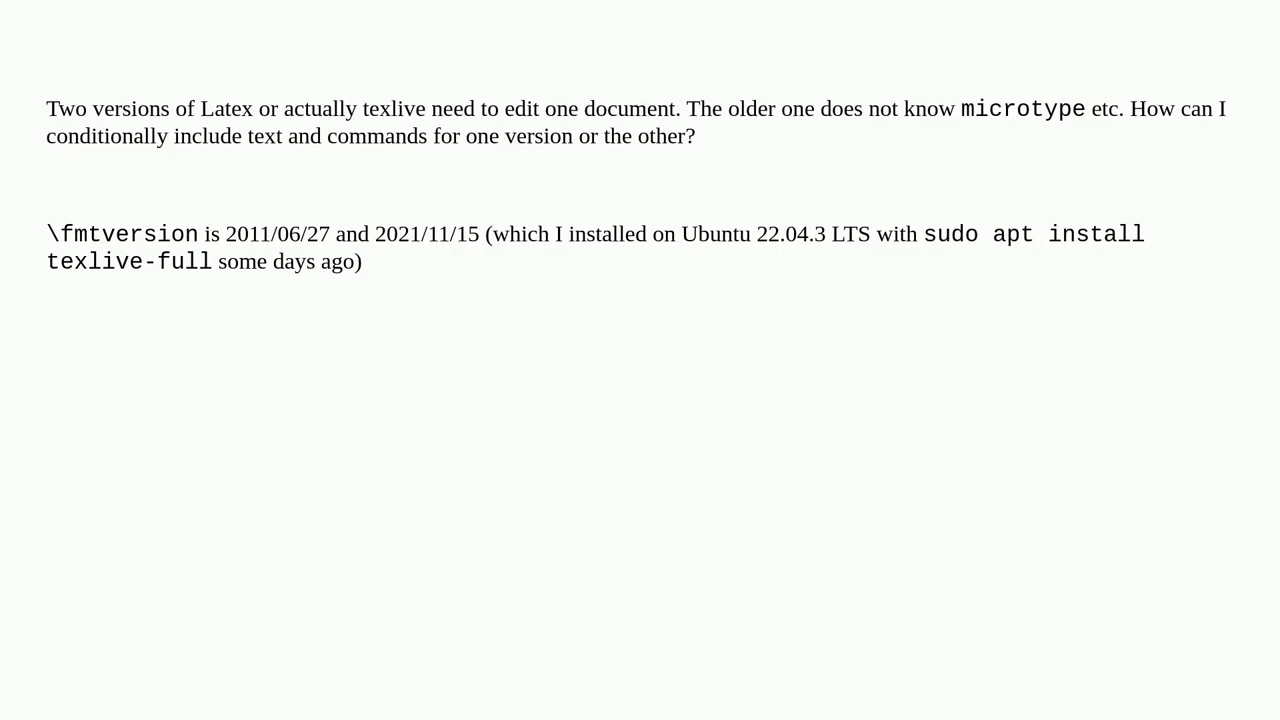 Two versions of Latex or actually texlive need to edit one document. The older one does not know microtype etc. How can I
conditionally include text and commands for one version or the other?
\fmtversion is 2011/06/27 and 2021/11/15 (which I installed on Ubuntu 22.04.3 LTS with sudo apt install
texlive-full some days ago)